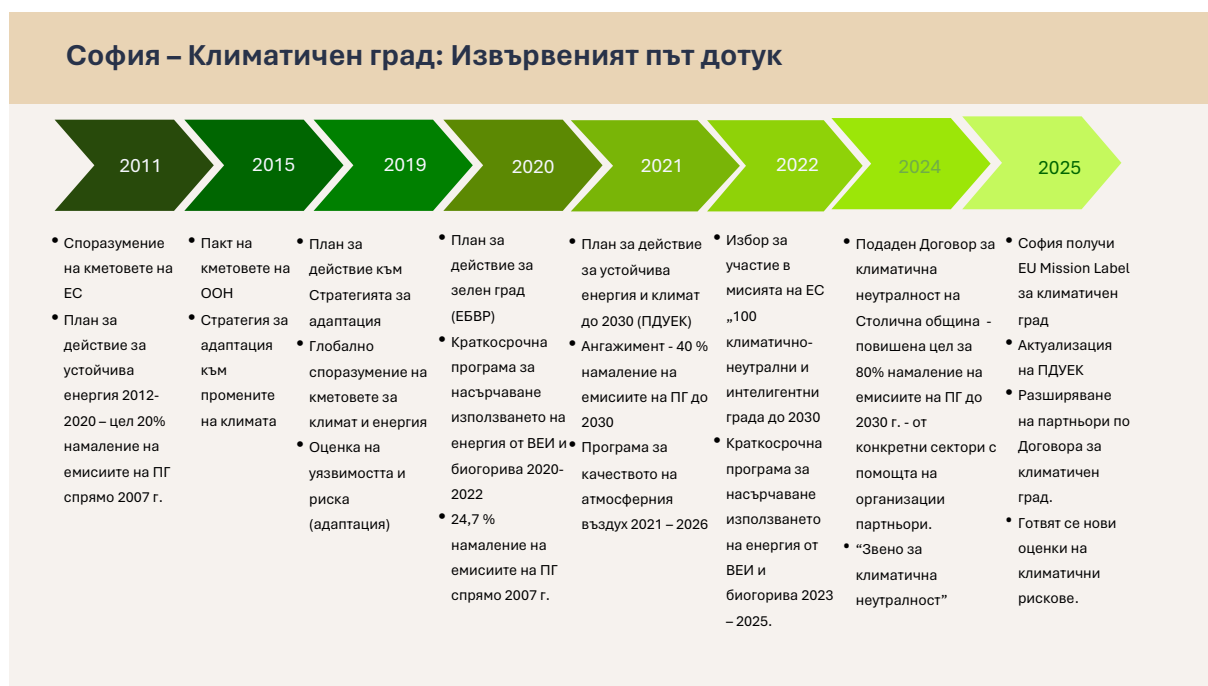 София – Климатичен град: Извървеният път дотук
2011
2015
2019
2020
2021
2022
2024
2025
• Споразумение
на кметовете на
ЕС
• План за
действие за
устойчива
енергия 2012-
2020 – цел 20%
намаление на
емисиите на ПГ
спрямо 2007 г.
• Пакт на
кметовете на
ООН
• Стратегия за
адаптация
към
промените
на климата
• План за
действие към
Стратегията за
адаптация
• Глобално
споразумение на
кметовете за
климат и енергия
• Оценка на
уязвимостта и
риска
(адаптация)
• План за
действие за
зелен град
(ЕБВР)
• Краткосрочна
програма за
насърчаване
използването на
енергия от ВЕИ и
биогорива 2020-
2022
• 24,7 %
намаление на
емисиите на ПГ
спрямо 2007 г.
• План за действие
за устойчива
енергия и климат
до 2030 (ПДУЕК)
• Ангажимент - 40 %
намаление на
емисиите на ПГ до
2030
• Програма за
качеството на
атмосферния
въздух 2021 – 2026
• Избор за
участие в
мисията на ЕС
„100
климатично-
неутрални и
интелигентни
града до 2030
• Краткосрочна
програма за
насърчаване
използването
на енергия от
ВЕИ и
биогорива 2023
– 2025.
• Подаден Договор за
климатична
неутралност на
Столична община -
повишена цел за
80% намаление на
емисиите на ПГ до
2030 г. - от
конкретни сектори с
помощта на
организации
партньори.
• “Звено за
климатична
неутралност”
• София получи
EU Mission Label
за климатичен
град
• Актуализация
на ПДУЕК
• Разширяване
на партньори по
Договора за
климатичен
град.
• Готвят се нови
оценки на
климатични
рискове.